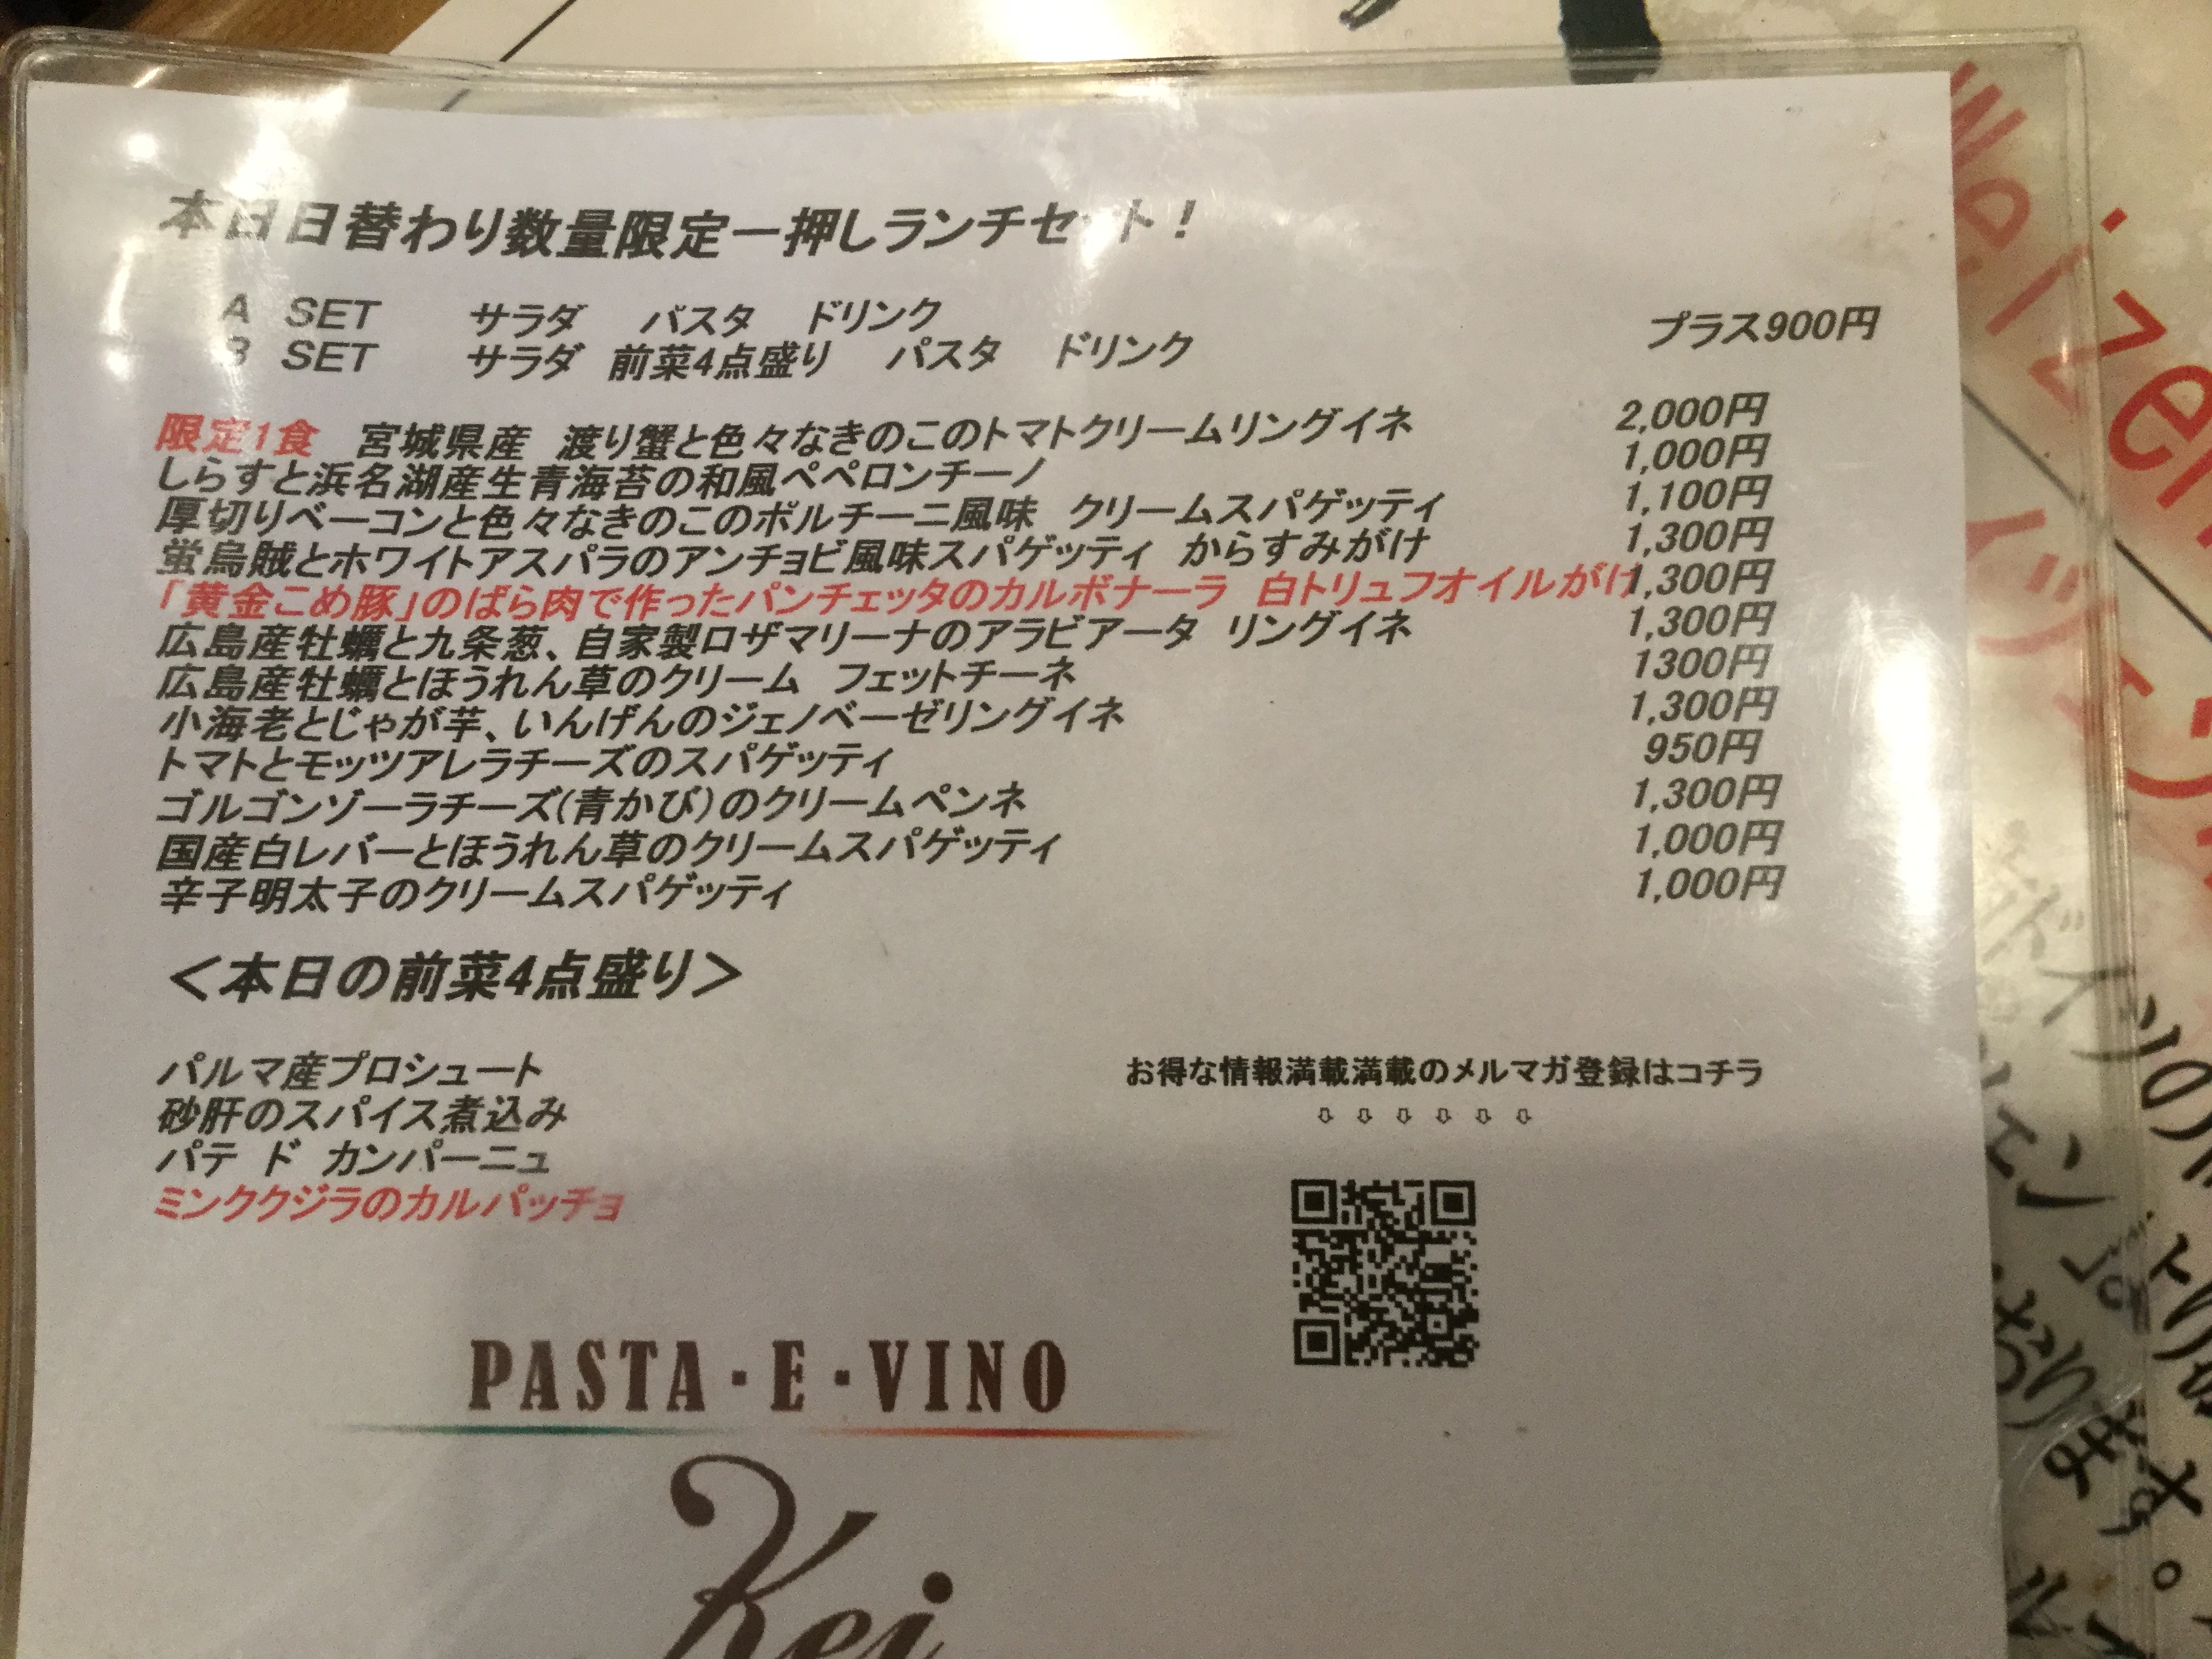 本日日替わり数量限定一押しランチセット！
A SET サラダ パスタ ドリンク
B SET サラダ 前菜4点盛り パスタ ドリンク プラス900円
限定1食 宮城県産 渡り蟹と色々なきのこのトマトクリームリングイネ 2,000円
しらすと浜名湖産生青海苔の和風ペペロンチーノ 1,000円
厚切りベーコンと色々なきのこのポルチーニ風味 クリームスパゲッティ 1,100円
蛍烏賊とホワイトアスパラのアンチョビ風味スパゲッティ からすみがけ 1,300円
「黄金こめ豚」のばら肉で作ったパンチェッタのカルボナーラ 白トリュフオイルがけ 1,300円
広島産牡蠣と九条葱、自家製ロザマリーナのアラビアータ リングイネ 1,300円
広島産牡蠣とほうれん草のクリーム フェットチーネ 1300円
小海老とじゃが芋、いんげんのジェノベーゼリングイネ 1,300円
トマトとモッツアレラチーズのスパゲッティ 950円
ゴルゴンゾーラチーズ(青かび)のクリームペンネ 1,300円
国産白レバーとほうれん草のクリームスパゲッティ 1,000円
辛子明太子のクリームスパゲッティ 1,000円
＜本日の前菜4点盛り＞
パルマ産プロシュート
砂肝のスパイス煮込み
パテ ド カンパーニュ
ミンククジラのカルパッチョ
お得な情報満載満載のメルマガ登録はコチラ
⇩ ⇩ ⇩ ⇩ ⇩ ⇩
PASTA・E・VINO
Kei
Weizen